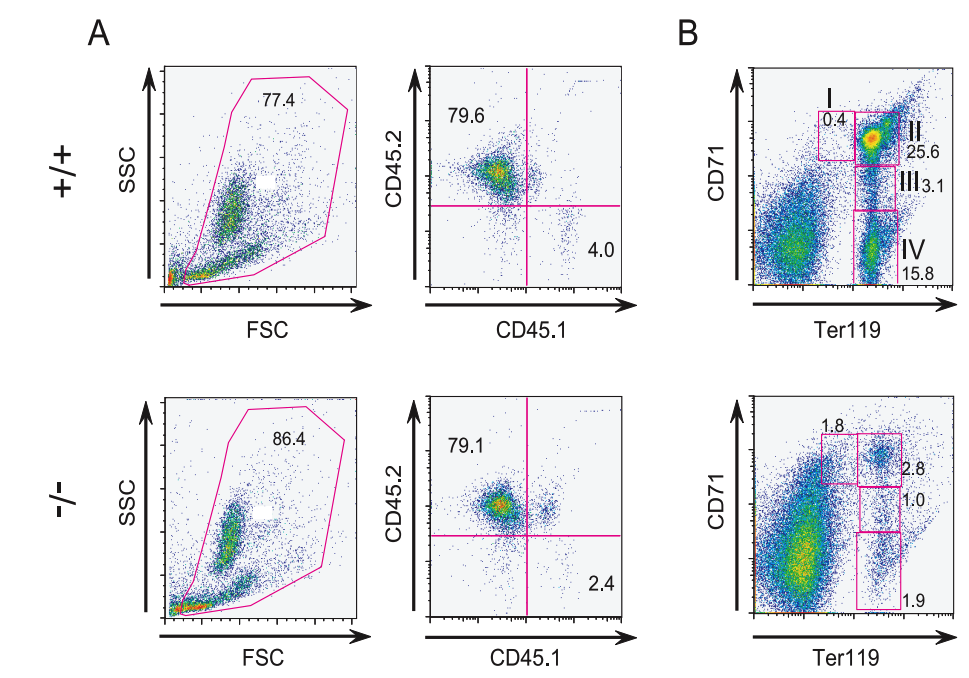 A
B
+/+
SSC
77.4
FSC
CD45.2
79.6
4.0
CD45.1
CD71
I
0.4
II
25.6
III 3.1
IV
15.8
Ter119
-/-
SSC
86.4
FSC
CD45.2
79.1
2.4
CD45.1
CD71
1.8
2.8
1.0
1.9
Ter119